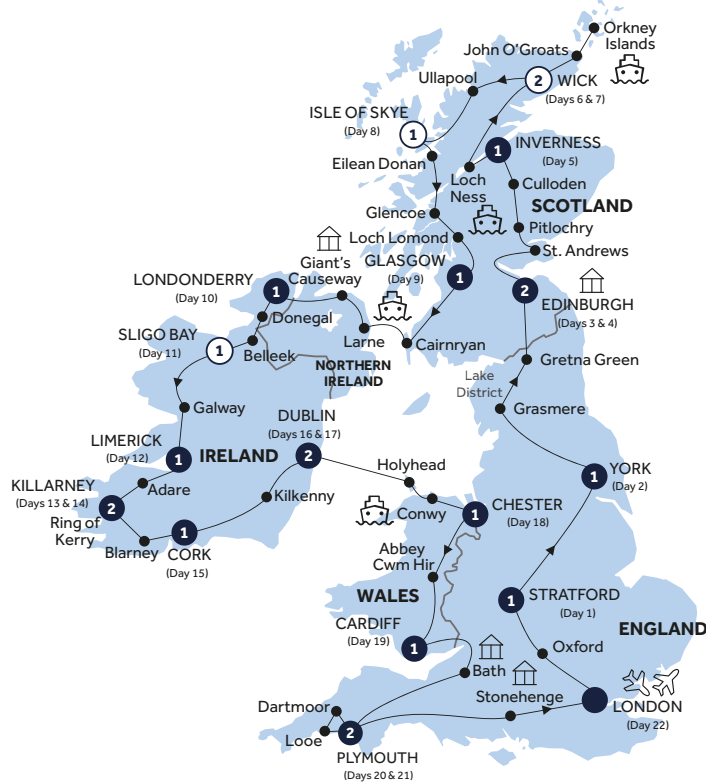 Orkney
Islands
John O'Groats
Ullapool
2 WICK
(Days 6 & 7)
ISLE OF SKYE
(Day 8)
1
1 INVERNESS
(Day 5)
Eilean Donan
Loch
Ness
Culloden
SCOTLAND
Glencoe
Pitlochry
Loch Lomond
St. Andrews
GLASGOW
(Day 9)
1
Giant's
Causeway
LONDONDERRY
(Day 10)
1
2
EDINBURGH
(Days 3 & 4)
Donegal
SLIGO BAY
(Day 11)
1
Belleek
Larne
Cairnryan
NORTHERN
IRELAND
Gretna Green
Lake
District
Galway
Grasmere
DUBLIN
(Days 16 & 17)
2
LIMERICK
(Day 12)
1
IRELAND
Holyhead
1 YORK
(Day 2)
KILLARNEY
(Days 13 & 14)
2
Adare
Kilkenny
Conwy
1 CHESTER
(Day 18)
Ring of
Kerry
Blarney
1
CORK
(Day 15)
Abbey
Cwm Hir
WALES
1 STRATFORD
(Day 1)
CARDIFF
(Day 19)
1
ENGLAND
Oxford
Bath
Stonehenge
LONDON
(Day 22)
Dartmoor
Looe
2
PLYMOUTH
(Days 20 & 21)